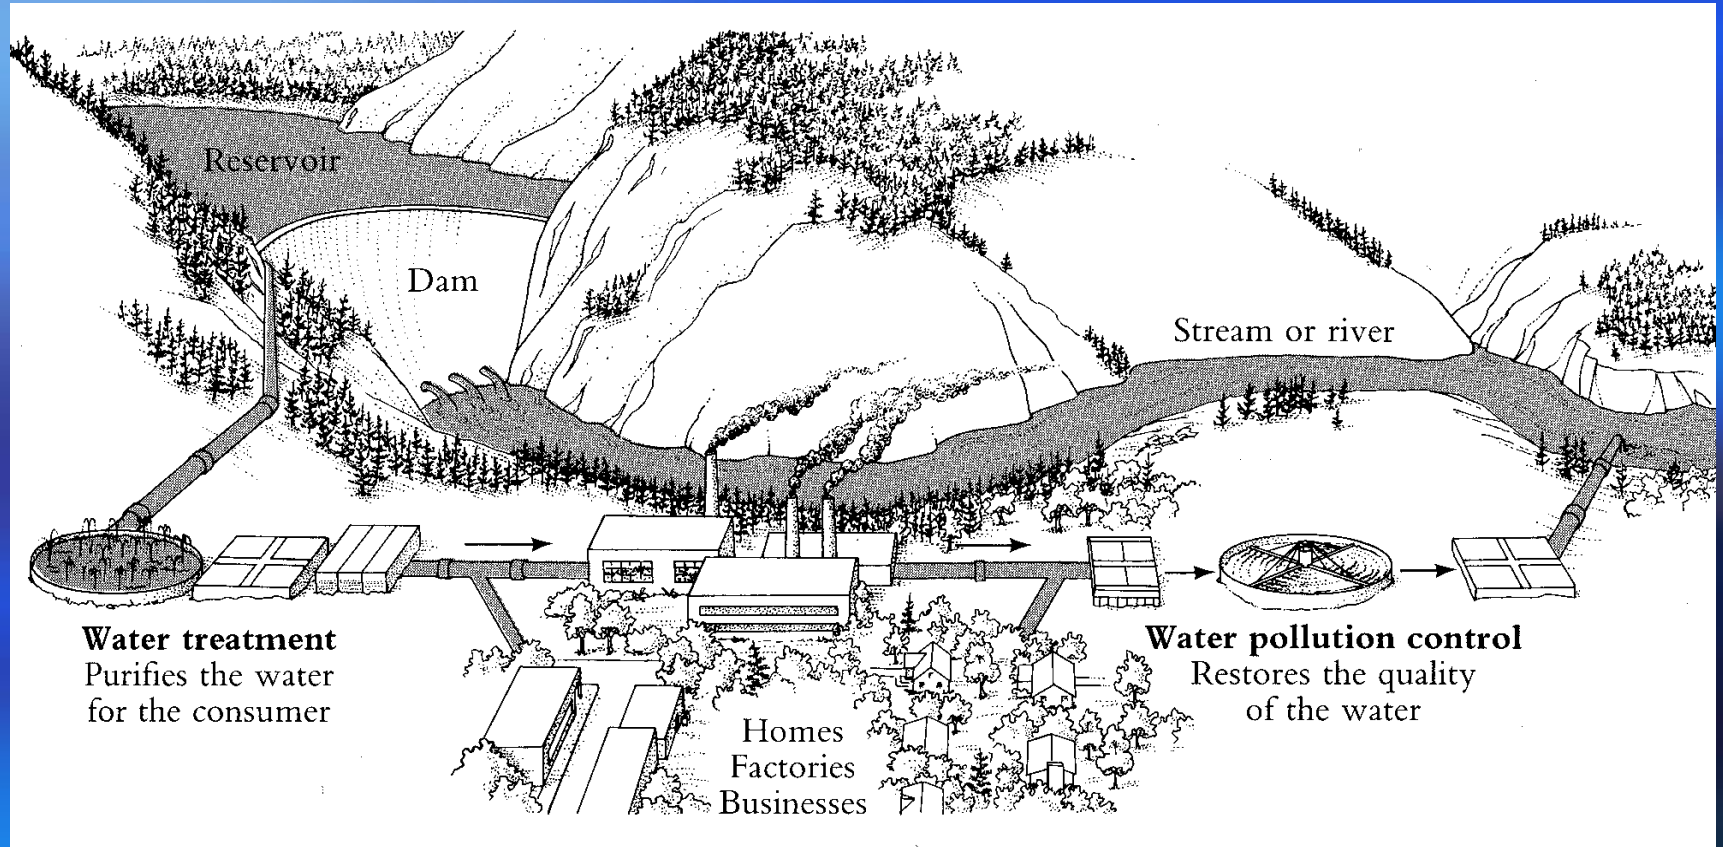 Reservoir
Dam
Stream or river
Water treatment
Purifies the water
for the consumer
Homes
Factories
Businesses
Water pollution control
Restores the quality
of the water